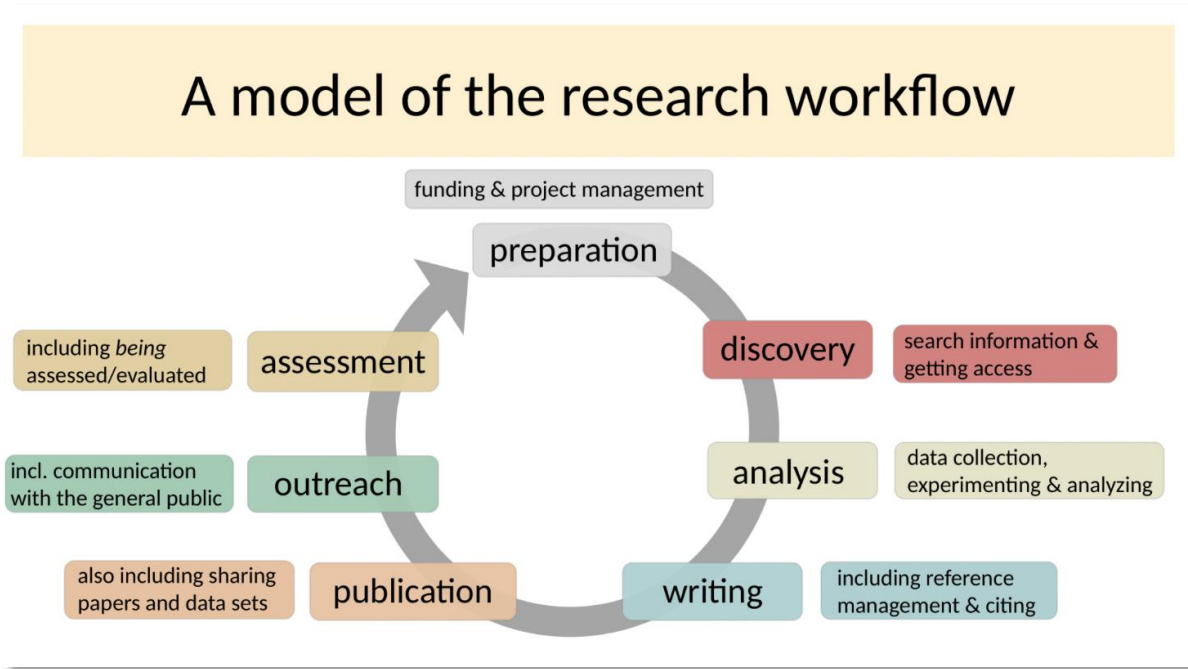 A model of the research workflow
funding & project management
preparation
discovery
search information &
getting access
analysis
data collection,
experimenting & analyzing
writing
including reference
management & citing
publication
also including sharing
papers and data sets
outreach
incl. communication
with the general public
assessment
including being
assessed/evaluated